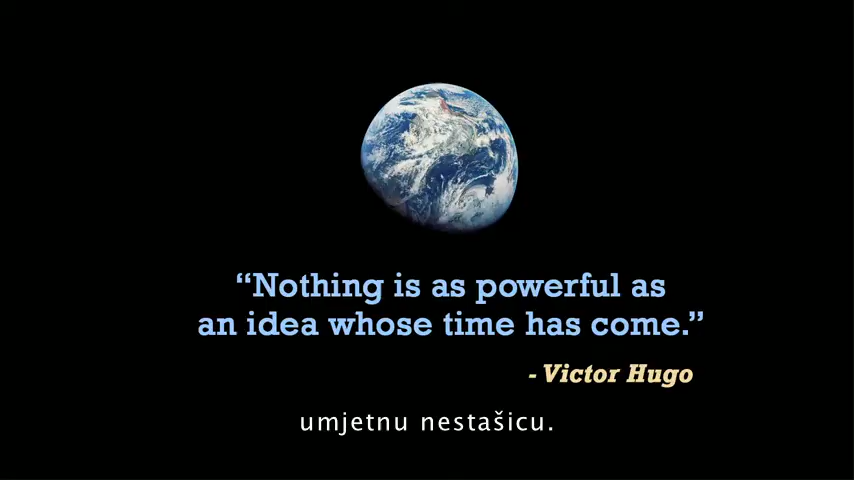 “Nothing is as powerful as
an idea whose time has come.”
- Victor Hugo
umjetnu nestašicu.